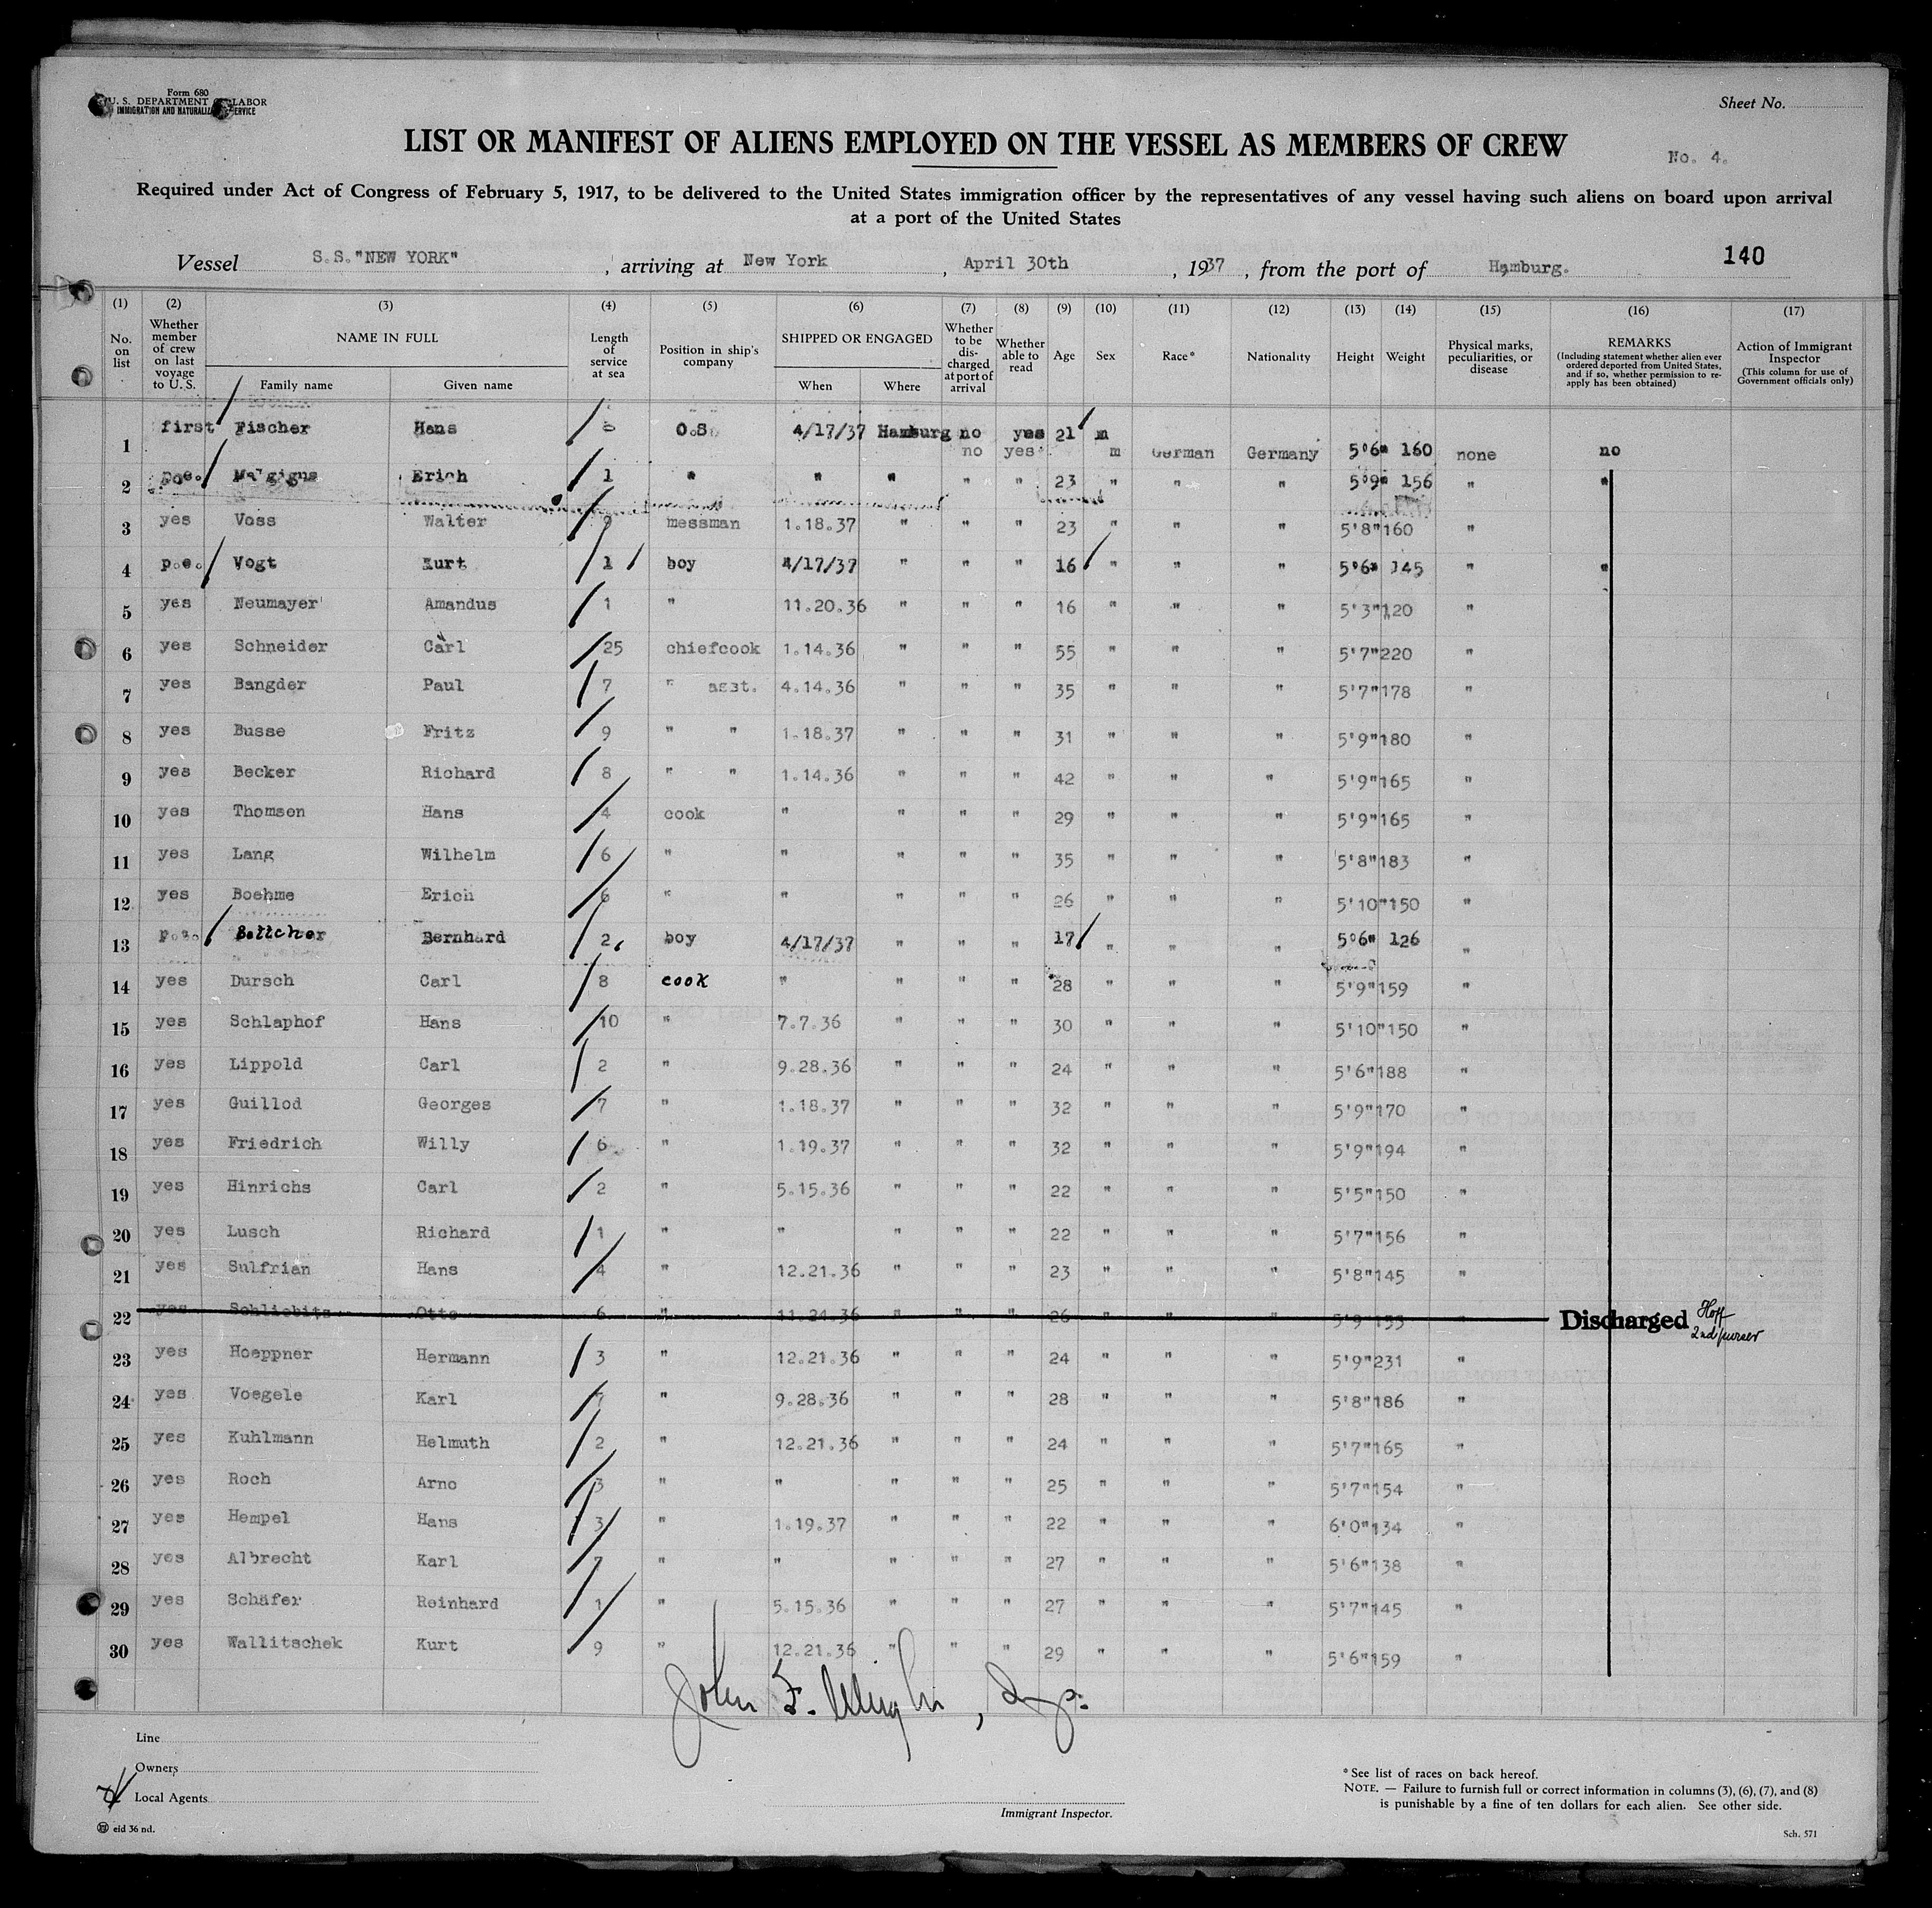 Form 680
U. S. DEPARTMENT LABOR
IMMIGRATION AND SERVICE
Sheet No.
LIST OR MANIFEST OF ALIENS EMPLOYED ON THE VESSEL AS MEMBERS OF CREW
No. 4.
Required under Act of Congress of February 5, 1917, to be delivered to the United States immigration officer by the representatives of any vessel having such aliens on board upon arrival
at a port of the United States
Vessel S.S."NEW YORK" , arriving at New York , April 30th , 1937 , from the port of Hamburg. 140
(1) (2) (3) (4) (5) (6) (7) (8) (9) (10) (11) (12) (13) (14) (15) (16) (17)
No. on list
Whether member of crew on last voyage to U. S.
NAME IN FULL
Family name Given name
Length of service at sea
Position in ship's company
SHIPPED OR ENGAGED
When Where
Whether to be discharged at port of arrival
Whether able to read
Age
Sex
Race*
Nationality
Height
Weight
Physical marks, peculiarities, or disease
REMARKS
(Including statement whether alien ever ordered deported from United States, and if so, whether permission to reapply has been obtained)
Action of Immigrant Inspector
(This column for use of Government officials only)
1 first Fischer Hans O.S. 4/17/37 Hamburg no yes 21 m German Germany 5'6" 160 none no
no yes m
2 p.e. Erich 1 " " " " " 23 " " " 5'9" 156 " "
3 yes Voss Walter 9 messman 1.18.37 " " " 23 " " " 5'8" 160 "
4 p.e. Vogt Kurt 1 boy 4/17/37 " " " 16 " " " 5'6" 145 " "
5 yes Neumayer Amandus 1 " 11.20.36 " " " 16 " " " 5'3" 120 "
6 yes Schneider Carl 25 chiefcook 1.14.36 " " " 55 " " " 5'7" 220 "
7 yes Bangder Paul 7 " asst. 4.14.36 " " " 35 " " " 5'7" 178 "
8 yes Busse Fritz 9 " " 1.18.37 " " " 31 " " " 5'9" 180 "
9 yes Becker Richard 8 " " 1.14.36 " " " 42 " " " 5'9" 165 "
10 yes Thomsen Hans 4 cook " " " " 29 " " " 5'9" 165 "
11 yes Lang Wilhelm 6 " " " " " 35 " " " 5'8" 183 "
12 yes Boehme Erich 6 " " " " " 26 " " " 5'10" 150 "
13 p.e. Bottcher Bernhard 2 boy 4/17/37 " " " 17 " " " 5'6" 126 "
14 yes Dursch Carl 8 cook " " " " 28 " " " 5'9" 159 "
15 yes Schlaphof Hans 10 " 7.7.36 " " " 30 " " " 5'10" 150 "
16 yes Lippold Carl 2 " 9.28.36 " " " 24 " " " 5'6" 188 "
17 yes Guillod Georges 7 " 1.18.37 " " " 32 " " " 5'9" 170 "
18 yes Friedrich Willy 6 " 1.19.37 " " " 32 " " " 5'9" 194 "
19 yes Hinrichs Carl 2 " 5.15.36 " " " 22 " " " 5'5" 150 "
20 yes Lusch Richard 1 " " " " " 22 " " " 5'7" 156 "
21 yes Sulfrian Hans 4 " 12.21.36 " " " 23 " " " 5'8" 145 "
22 yes Schliebitz Otto 6 " 11.24.36 " " " 26 " " " 5'9" 153 " Discharged Hoff
2nd purser
23 yes Hoeppner Hermann 3 " 12.21.36 " " " 24 " " " 5'9" 231 "
24 yes Voegele Karl 7 " 9.28.36 " " " 28 " " " 5'8" 186 "
25 yes Kuhlmann Helmuth 2 " 12.21.36 " " " 24 " " " 5'7" 165 "
26 yes Roch Arno 3 " " " " " 25 " " " 5'7" 154 "
27 yes Hempel Hans 3 " 1.19.37 " " " 22 " " " 6'0" 134 "
28 yes Albrecht Karl 7 " " " " " 27 " " " 5'6" 138 "
29 yes Schäfer Reinhard 1 " 5.15.36 " " " 27 " " " 5'7" 145 "
30 yes Wallitschek Kurt 9 " 12.21.36 " " " 29 " " " 5'6" 159 "
John F. , Insp.
Line
Owners
Local Agents
Immigrant Inspector.
* See list of races on back hereof.
NOTE. — Failure to furnish full or correct information in columns (3), (6), (7), and (8)
is punishable by a fine of ten dollars for each alien. See other side.
eid 36 nd.
Sch. 571